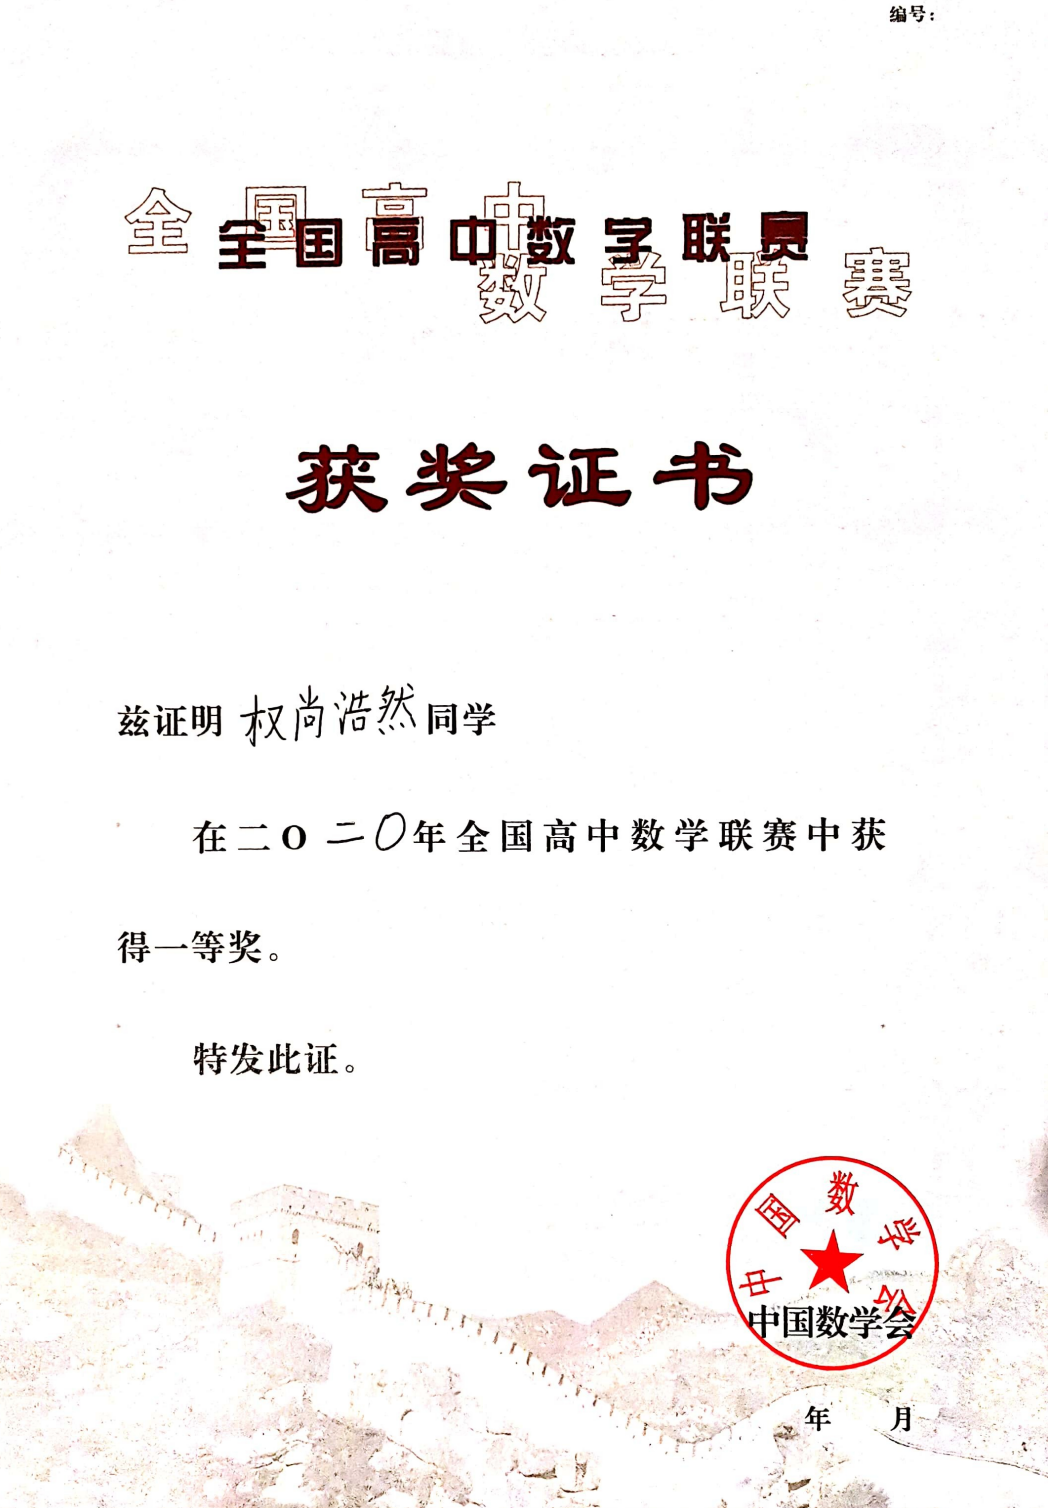 编号：
全国高中
全国高中数学联赛
数学联赛
获奖证书
兹证明 权尚浩然 同学
在二O二〇年全国高中数学联赛中获
得一等奖。
特发此证。
中国数学会
中国数学会
年 月